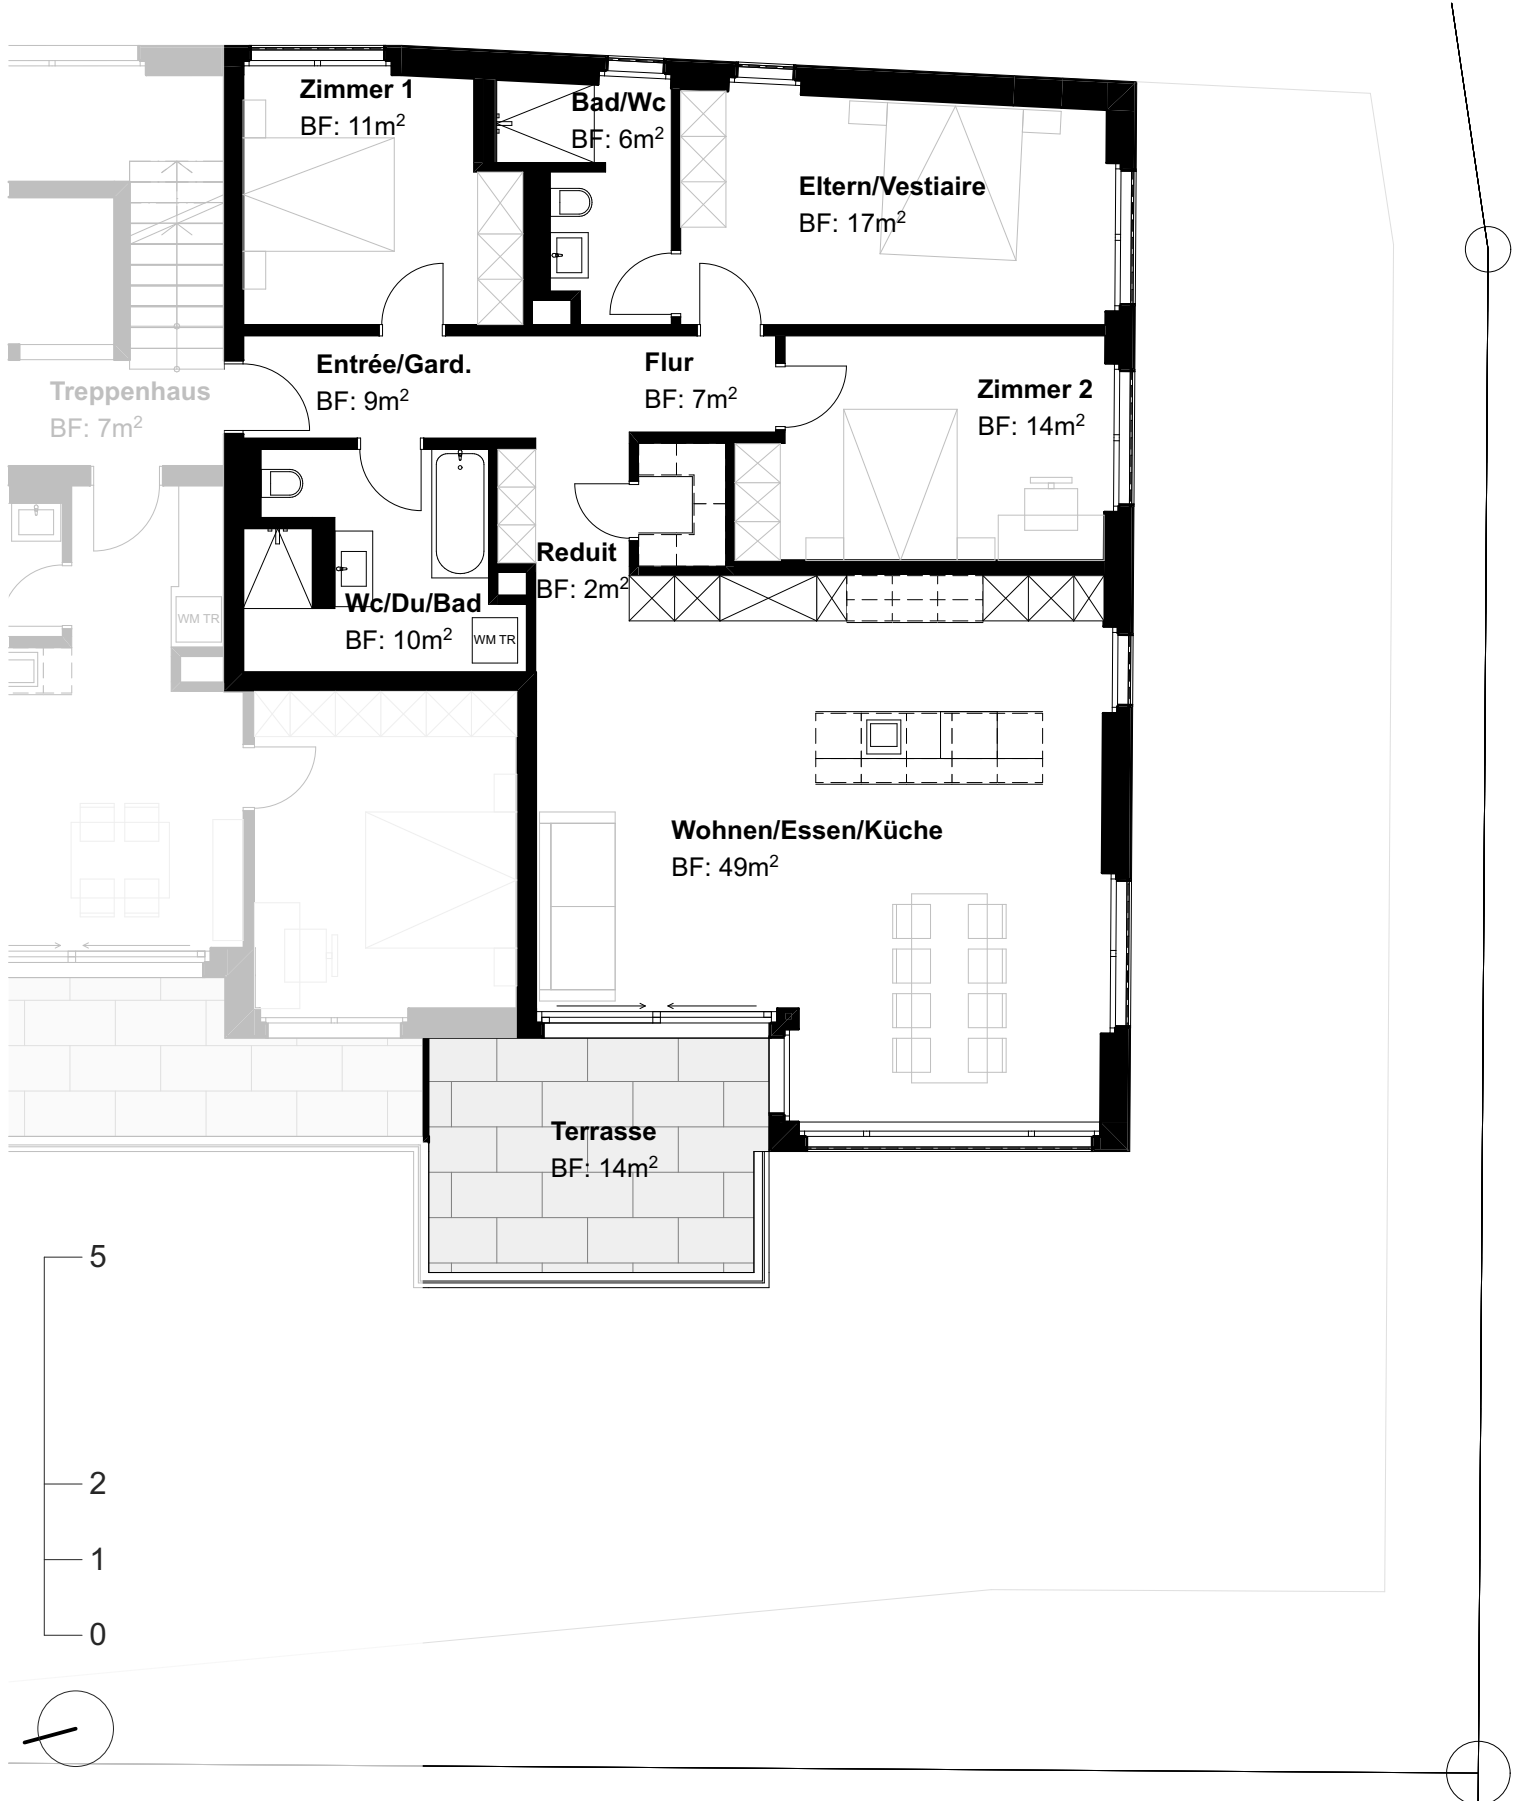 Zimmer 1
BF: 11m²
Bad/Wc
BF: 6m²
Eltern/Vestiaire
BF: 17m²
Entrée/Gard.
BF: 9m²
Flur
BF: 7m²
Zimmer 2
BF: 14m²
Treppenhaus
BF: 7m²
Reduit
BF: 2m²
Wc/Du/Bad
BF: 10m²
WM TR
WM TR
Wohnen/Essen/Küche
BF: 49m²
Terrasse
BF: 14m²
5
2
1
0